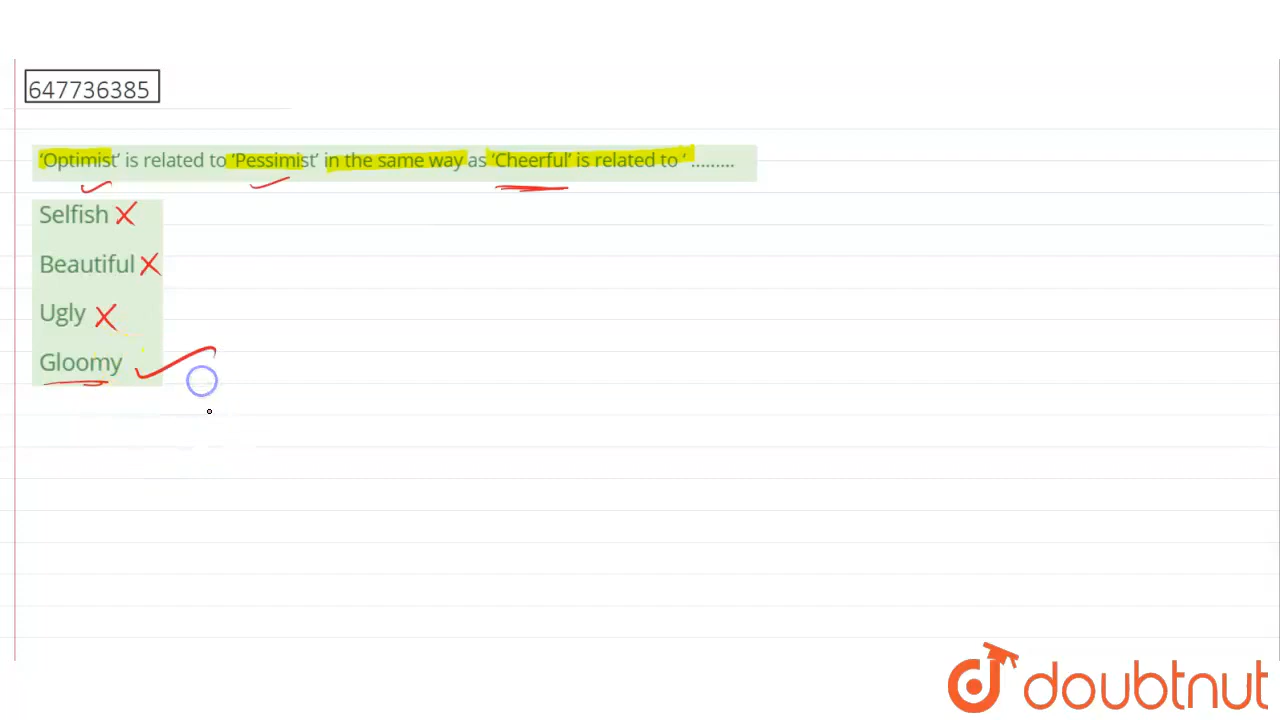 647736385
‘Optimist’ is related to ‘Pessimist’ in the same way as ‘Cheerful’ is related to ‘ .........
Selfish
Beautiful
Ugly
Gloomy
doubtnut